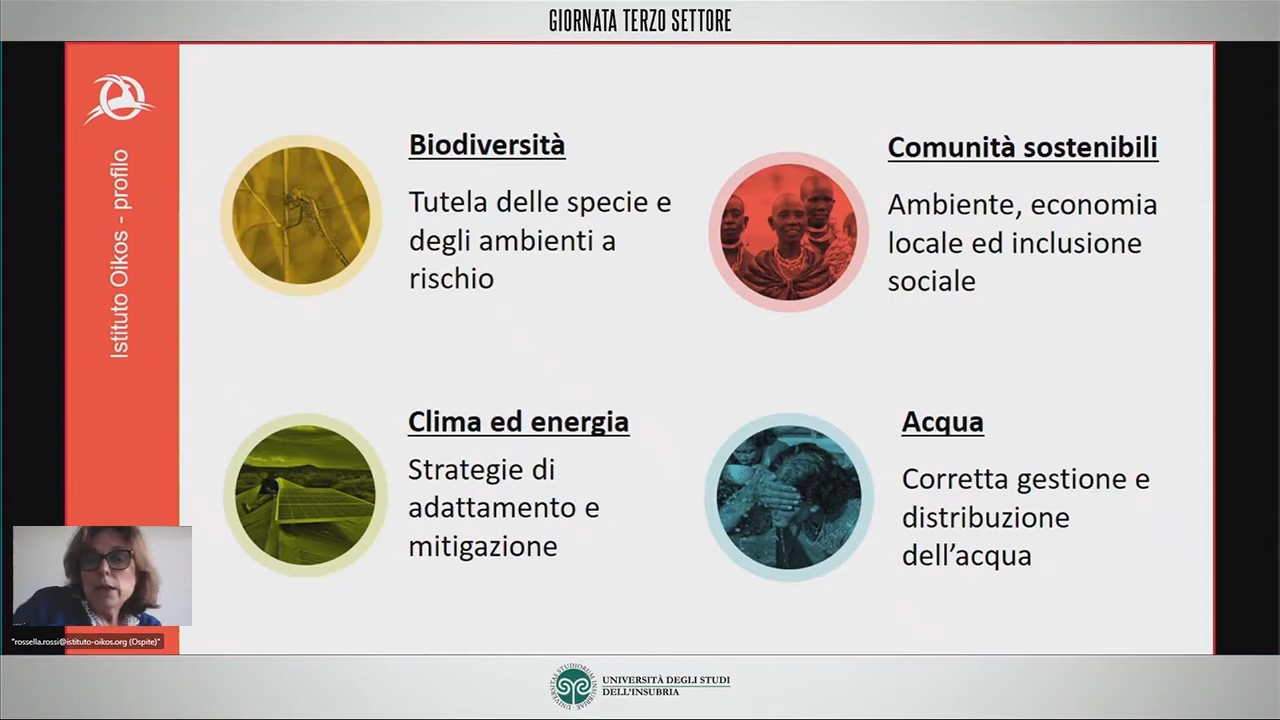 GIORNATA TERZO SETTORE
Istituto Oikos - profilo
Biodiversità
Tutela delle specie e
degli ambienti a
rischio
Comunità sostenibili
Ambiente, economia
locale ed inclusione
sociale
Clima ed energia
Strategie di
adattamento e
mitigazione
Acqua
Corretta gestione e
distribuzione
dell’acqua
"rossella.rossi@istituto-oikos.org (Ospite)"
UNIVERSITÀ DEGLI STUDI
DELL'INSUBRIA